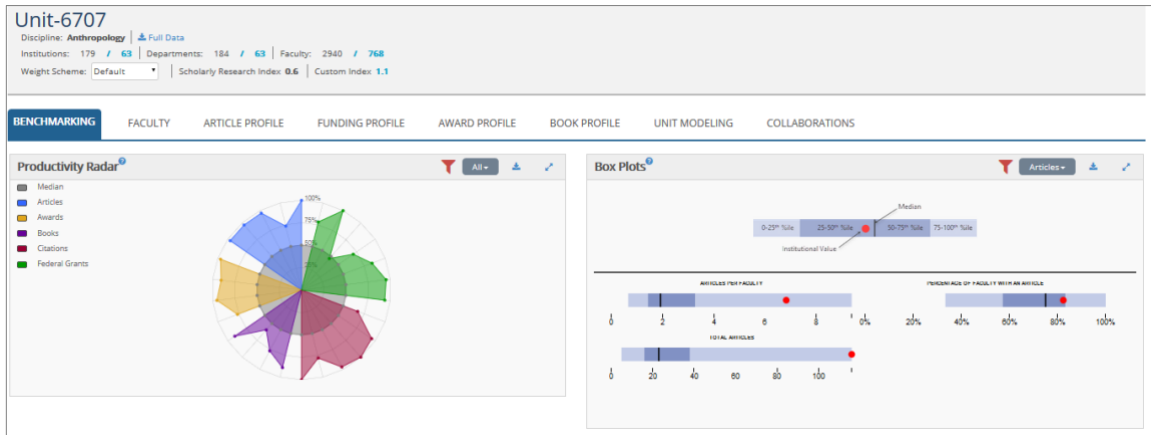 Unit-6707
Discipline: Anthropology | Full Data
Institutions: 179 / 63 | Departments: 184 / 63 | Faculty: 2940 / 768
Weight Scheme: Default | Scholarly Research Index 0.6 | Custom Index 1.1
BENCHMARKING FACULTY ARTICLE PROFILE FUNDING PROFILE AWARD PROFILE BOOK PROFILE UNIT MODELING COLLABORATIONS
Productivity Radar? All
Median
Articles
Awards
Books
Citations
Federal Grants
100%
75%
50%
25%
Box Plots? Articles
Median
0-25th %ile 25-50th %ile 50-75th %ile 75-100th %ile
Institutional Value
ARTICLES PER FACULTY
0 2 4 6 8
PERCENTAGE OF FACULTY WITH AN ARTICLE
0% 20% 40% 60% 80% 100%
TOTAL ARTICLES
0 20 40 60 80 100